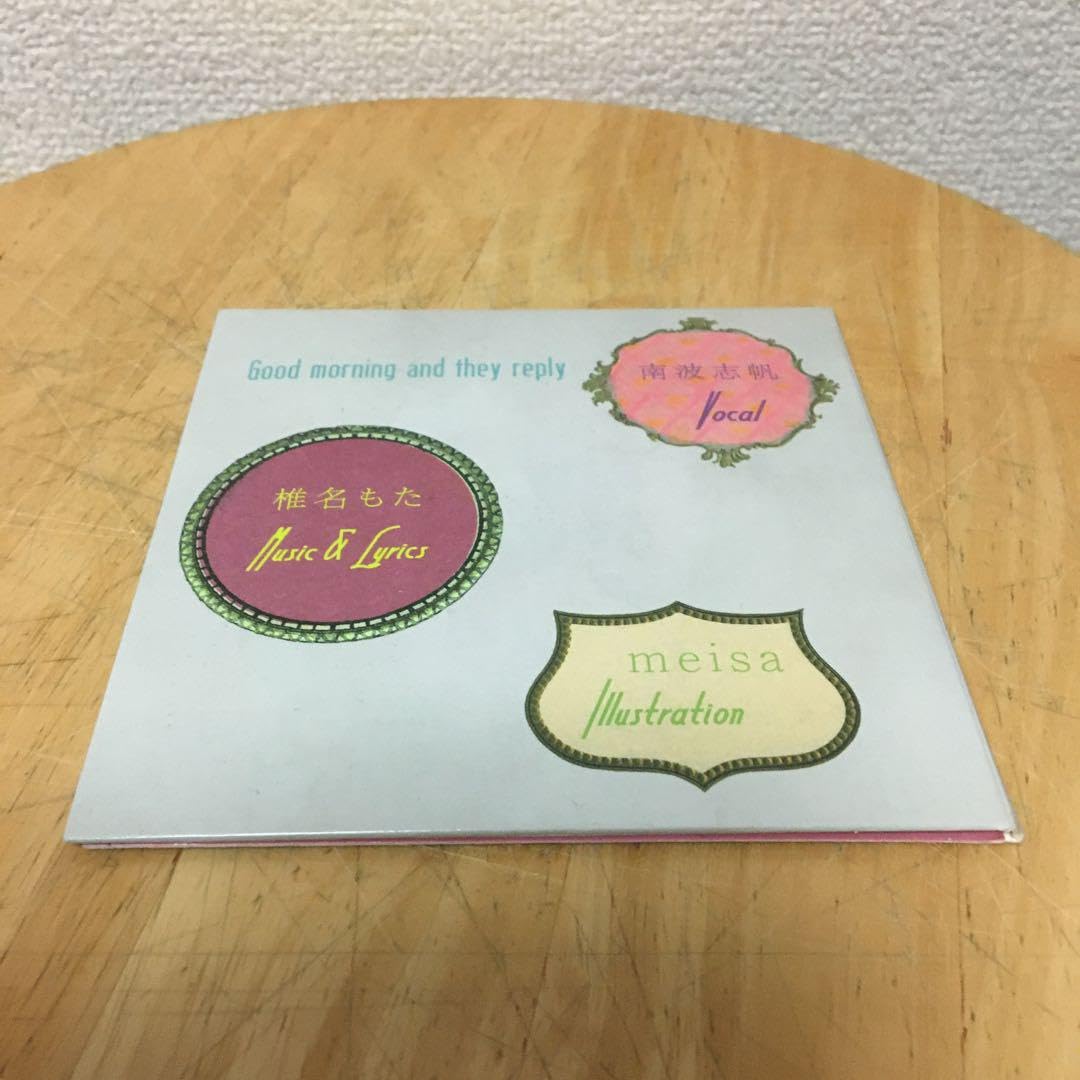 Good morning and they reply
南波志帆
Vocal
椎名もた
Music & Lyrics
meisa
Illustration